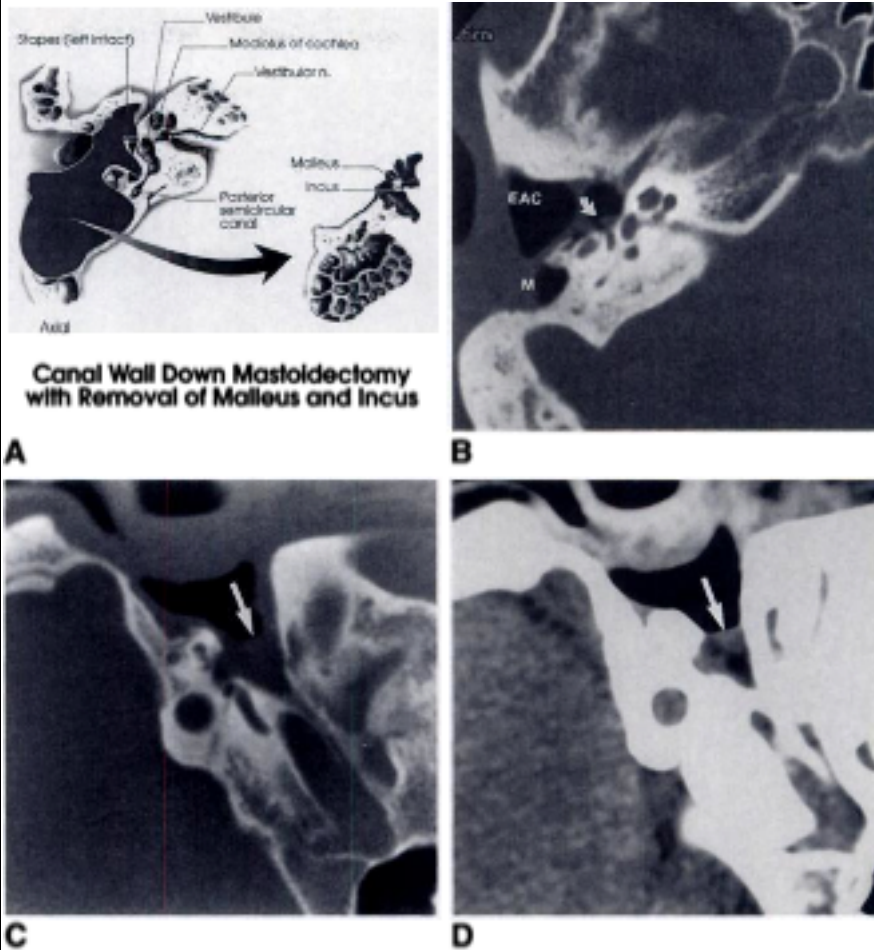 Vestibule
Stapes (left intact)
Modiolus of cochlea
Vestibular n.
Malleus
Incus
Posterior
semicircular
canal
Axial
Canal Wall Down Mastoidectomy
with Removal of Malleus and Incus
A
EAC
M
B
C
D